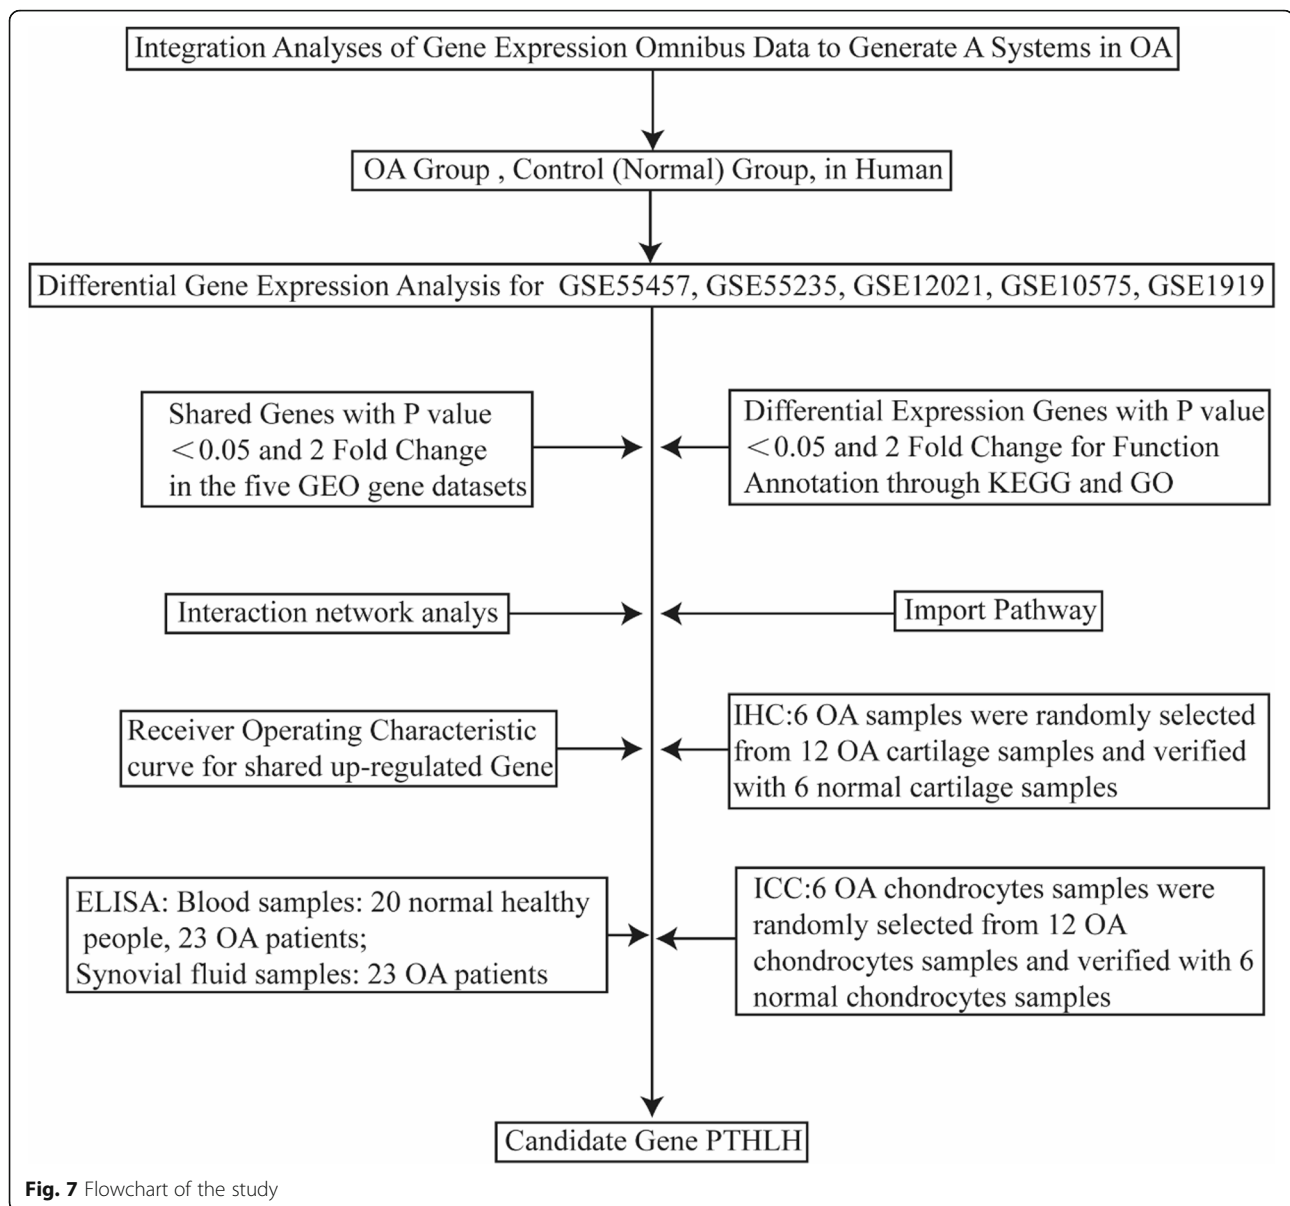 Integration Analyses of Gene Expression Omnibus Data to Generate A Systems in OA
OA Group , Control (Normal) Group, in Human
Differential Gene Expression Analysis for GSE55457, GSE55235, GSE12021, GSE10575, GSE1919
Shared Genes with P value
<0.05 and 2 Fold Change
in the five GEO gene datasets
Differential Expression Genes with P value
<0.05 and 2 Fold Change for Function
Annotation through KEGG and GO
Interaction network analys
Import Pathway
Receiver Operating Characteristic
curve for shared up-regulated Gene
IHC:6 OA samples were randomly selected
from 12 OA cartilage samples and verified
with 6 normal cartilage samples
ELISA: Blood samples: 20 normal healthy
people, 23 OA patients;
Synovial fluid samples: 23 OA patients
ICC:6 OA chondrocytes samples were
randomly selected from 12 OA
chondrocytes samples and verified with 6
normal chondrocytes samples
Candidate Gene PTHLH
Fig. 7 Flowchart of the study